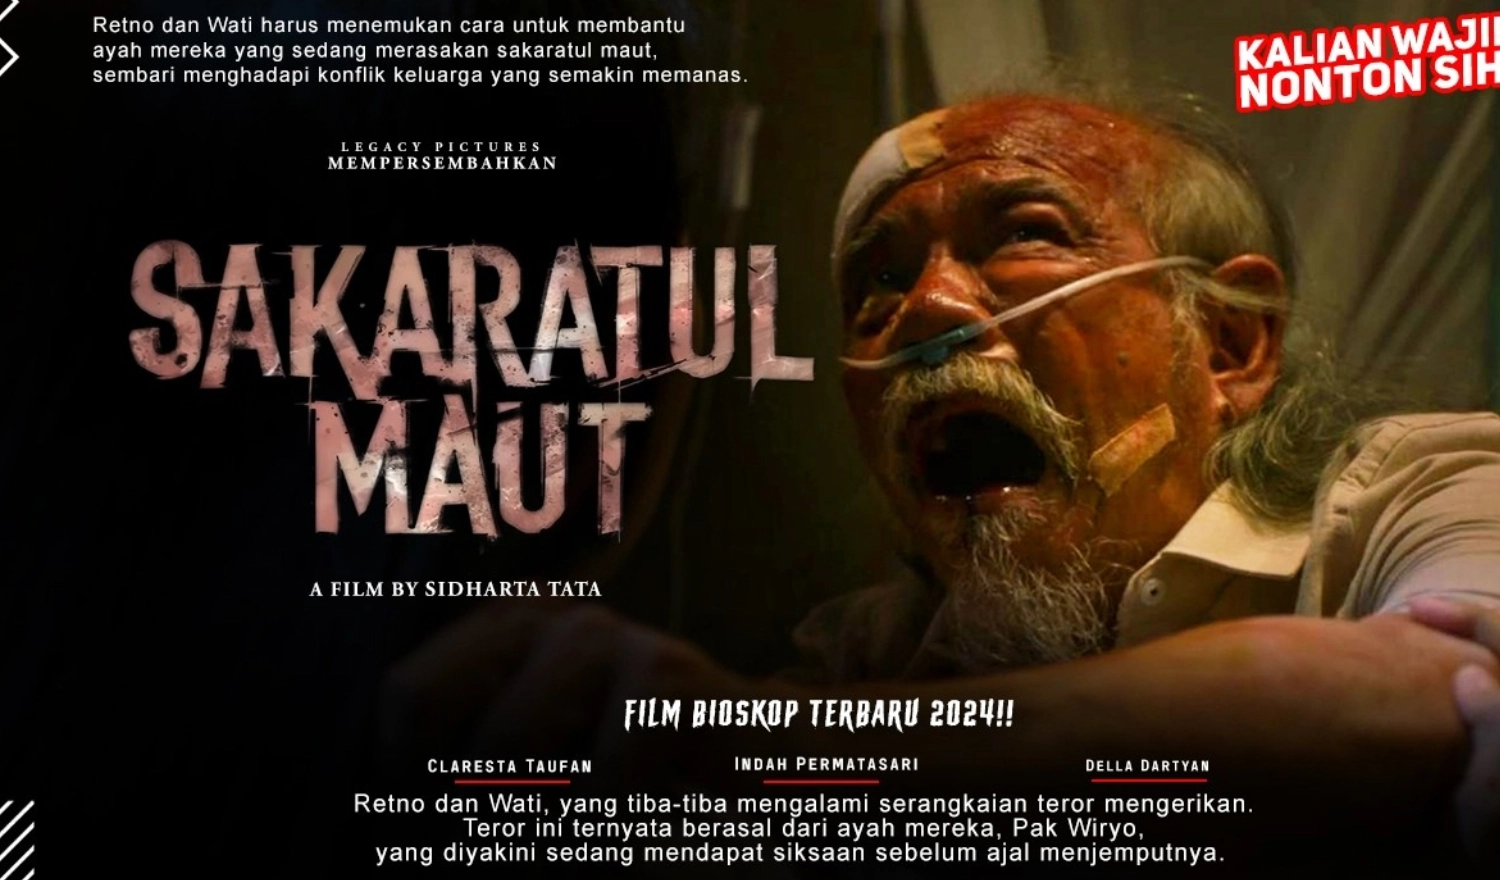 Retno dan Wati harus menemukan cara untuk membantu
ayah mereka yang sedang merasakan sakaratul maut,
sembari menghadapi konflik keluarga yang semakin memanas.
KALIAN WAJI
NONTON SIH
LEGACY PICTURES
MEMPERSEMBAHKAN
SAKARATUL
MAUT
A FILM BY SIDHARTA TATA
FILM BIOSKOP TERBARU 2024!!
CLARESTA TAUFAN
INDAH PERMATASARI
DELLA DARTYAN
Retno dan Wati, yang tiba-tiba mengalami serangkaian teror mengerikan.
Teror ini ternyata berasal dari ayah mereka, Pak Wiryo,
yang diyakini sedang mendapat siksaan sebelum ajal menjemputnya.